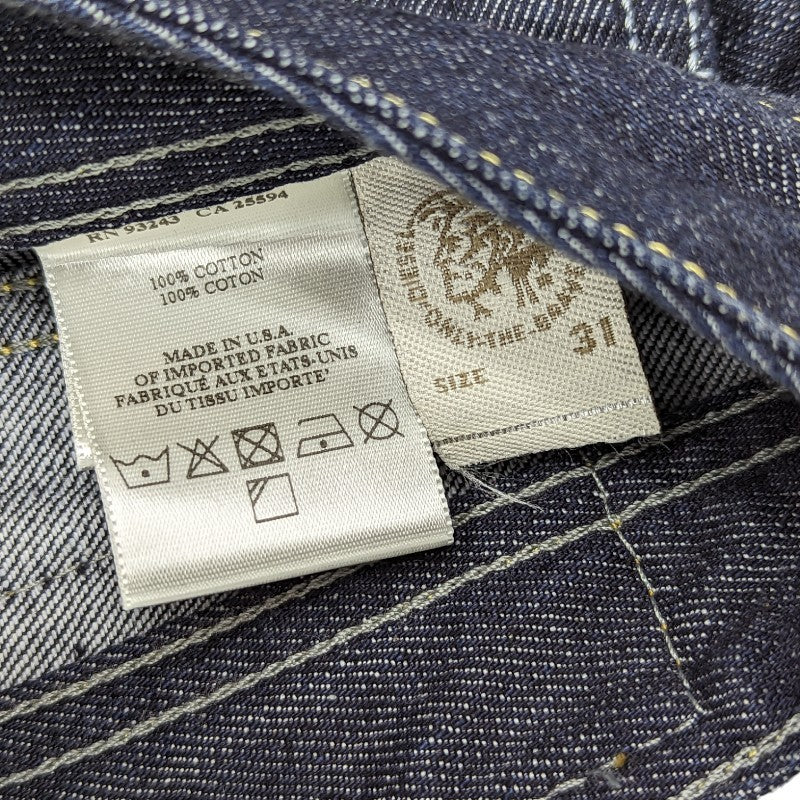 RN 93243 CA 25594
100% COTTON
100% COTON
MADE IN U.S.A.
OF IMPORTED FABRIC
FABRIQUÉ AUX ETATS-UNIS
DU TISSU IMPORTE'
DIESEL
ONLY·THE·BRAVE
SIZE 31